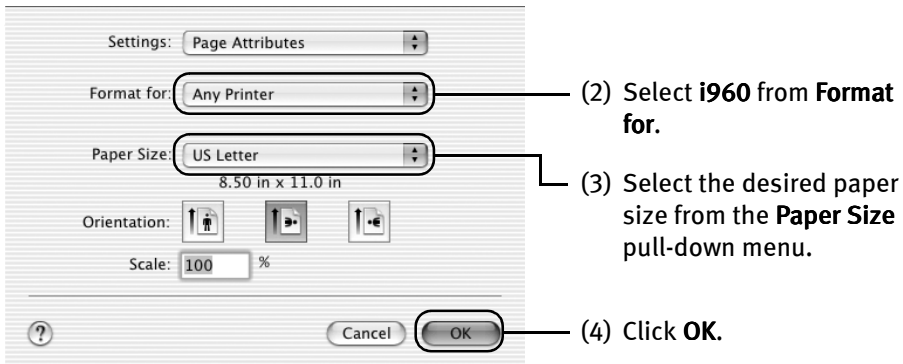 Settings: Page Attributes
Format for: Any Printer
(2) Select i960 from Format
for.
Paper Size: US Letter
8.50 in x 11.0 in
(3) Select the desired paper
size from the Paper Size
pull-down menu.
Orientation:
Scale: 100 %
? Cancel OK
(4) Click OK.